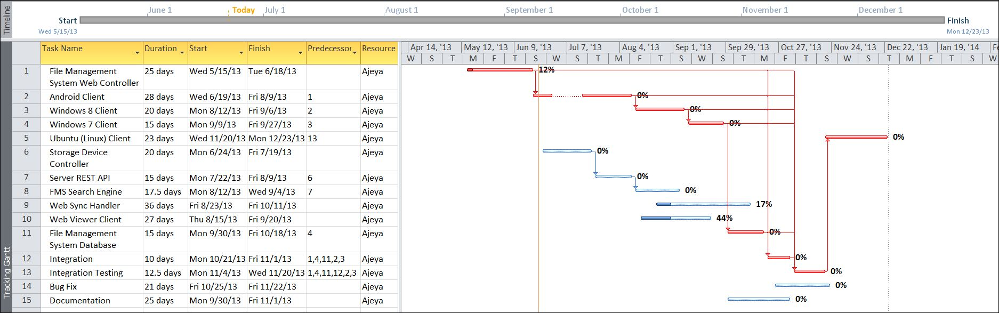 Timeline
June 1 Today July 1 August 1 September 1 October 1 November 1 December 1
Start Finish
Wed 5/15/13 Mon 12/23/13
Tracking Gantt
Task Name Duration Start Finish Predecessor Resource
Apr 14, '13 May 12, '13 Jun 9, '13 Jul 7, '13 Aug 4, '13 Sep 1, '13 Sep 29, '13 Oct 27, '13 Nov 24, '13 Dec 22, '13 Jan 19, '14 Fe
W S T M F T S W S T M F T S W S T M F T S W S T M F T S W
1 File Management 25 days Wed 5/15/13 Tue 6/18/13 Ajeya 12%
System Web Controller
2 Android Client 28 days Wed 6/19/13 Fri 8/9/13 1 Ajeya 0%
3 Windows 8 Client 20 days Mon 8/12/13 Fri 9/6/13 2 Ajeya 0%
4 Windows 7 Client 15 days Mon 9/9/13 Fri 9/27/13 3 Ajeya 0%
5 Ubuntu (Linux) Client 23 days Wed 11/20/13 Mon 12/23/13 13 Ajeya 0%
6 Storage Device 20 days Mon 6/24/13 Fri 7/19/13 Ajeya 0%
Controller
7 Server REST API 15 days Mon 7/22/13 Fri 8/9/13 6 Ajeya 0%
8 FMS Search Engine 17.5 days Mon 8/12/13 Wed 9/4/13 7 Ajeya 0%
9 Web Sync Handler 36 days Fri 8/23/13 Fri 10/11/13 Ajeya 17%
10 Web Viewer Client 27 days Thu 8/15/13 Fri 9/20/13 Ajeya 44%
11 File Management 15 days Mon 9/30/13 Fri 10/18/13 4 Ajeya 0%
System Database
12 Integration 10 days Mon 10/21/13 Fri 11/1/13 1,4,11,2,3 Ajeya 0%
13 Integration Testing 12.5 days Mon 11/4/13 Wed 11/20/13 1,4,11,12,2,3 Ajeya 0%
14 Bug Fix 21 days Fri 10/25/13 Fri 11/22/13 Ajeya 0%
15 Documentation 25 days Mon 9/30/13 Fri 11/1/13 Ajeya 0%